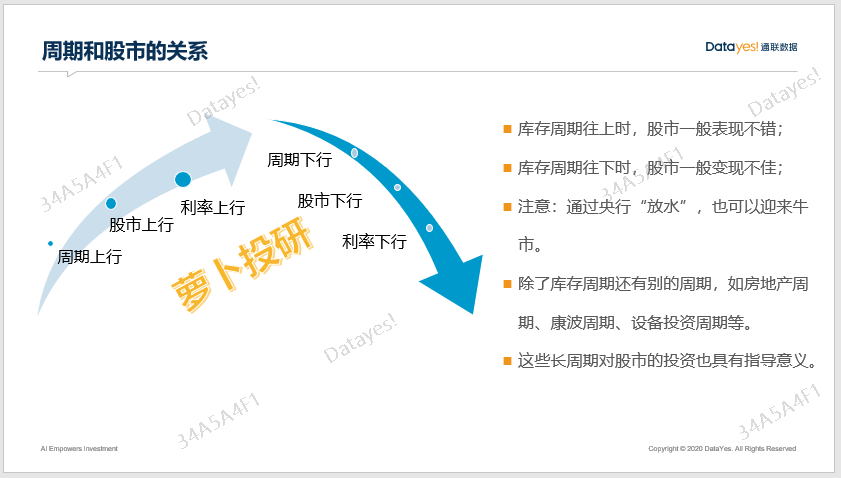 周期和股市的关系
Datayes!通联数据
Datayes!
Datayes!
34A5A4F1
34A5A4F1
周期上行
股市上行
利率上行
周期下行
股市下行
利率下行
萝卜投研
Datayes!
34A5A4F1
34A5A4F1
库存周期往上时，股市一般表现不错；
库存周期往下时，股市一般变现不佳；
注意：通过央行“放水”，也可以迎来牛
市。
除了库存周期还有别的周期，如房地产周
期、康波周期、设备投资周期等。
这些长周期对股市的投资也具有指导意义。
AI Empowers Investment
Copyright © 2020 DataYes. All Rights Reserved